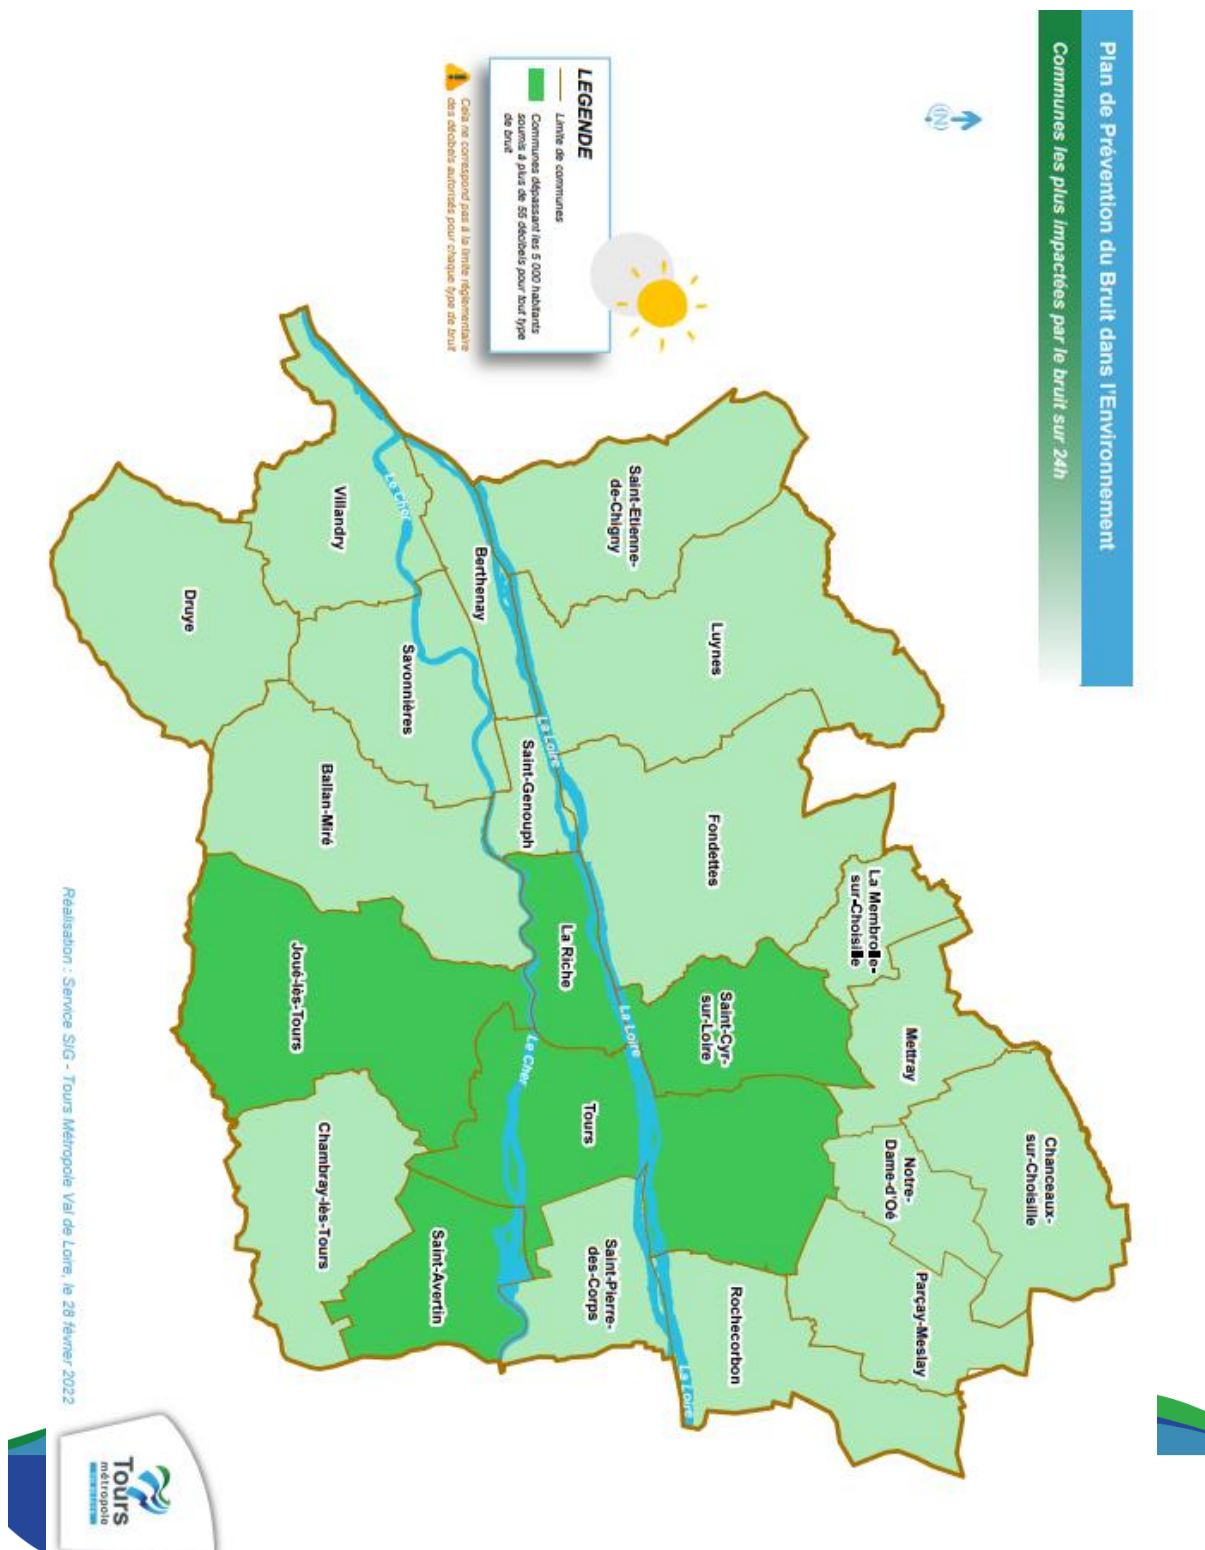 Plan de Prévention du Bruit dans l'Environnement
Communes les plus impactées par le bruit sur 24h
(N)
LEGENDE
Limite de communes
Communes dépassant les 5 000 habitants
soumis à plus de 55 décibels pour tout type
de bruit
Cela ne correspond pas à la limite réglementaire
des décibels autorisés pour chaque type de bruit
Chanceaux-
sur-Choisille
Mettray
La Membrolle-
sur-Choisille
Notre-
Dame-d'Oé
Parçay-Meslay
Luynes
Fondettes
Saint-Cyr-
sur-Loire
Rochecorbon
Saint-Etienne-
de-Chigny
La Loire
La Loire
La Loire
Saint-Pierre-
des-Corps
Tours
La Riche
Saint-Genouph
Berthenay
Le Cher
Le Cher
Saint-Avertin
Savonnières
Villandry
Ballan-Miré
Joué-lès-Tours
Chambray-lès-Tours
Druye
Réalisation : Service SIG - Tours Métropole Val de Loire, le 28 février 2022
Tours
métropole